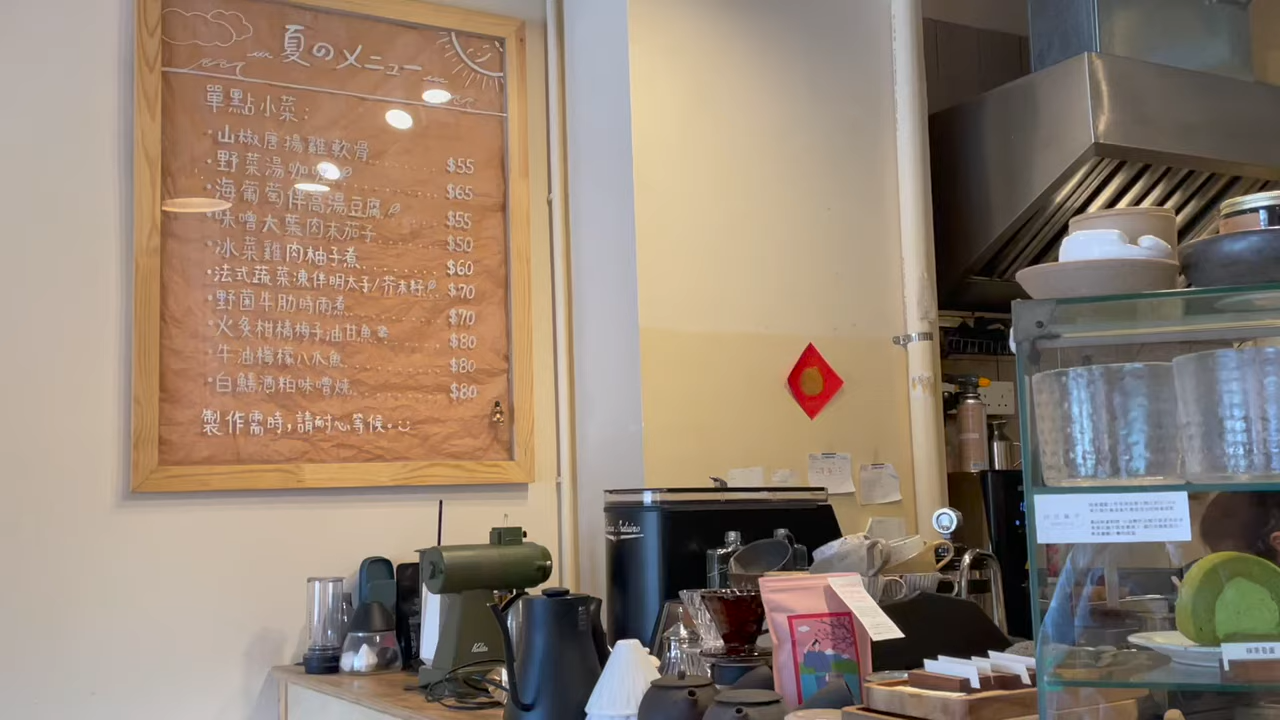 夏のメニュー
單點小菜：
・山椒唐揚雞軟骨........$55
・野菜湯咖喱........$65
・海葡萄伴高湯豆腐........$55
・味噌大葉肉末茄子........$50
・冰菜雞肉柚子煮........$60
・法式蔬菜凍伴明太子/芥末籽 $70
・野菌牛肋時雨煮........$70
・火炙柑橘梅子油甘魚........$80
・牛油檸檬八爪魚........$80
・白鱈酒粕味噌燒........$80
製作需時，請耐心等候。
Kalita